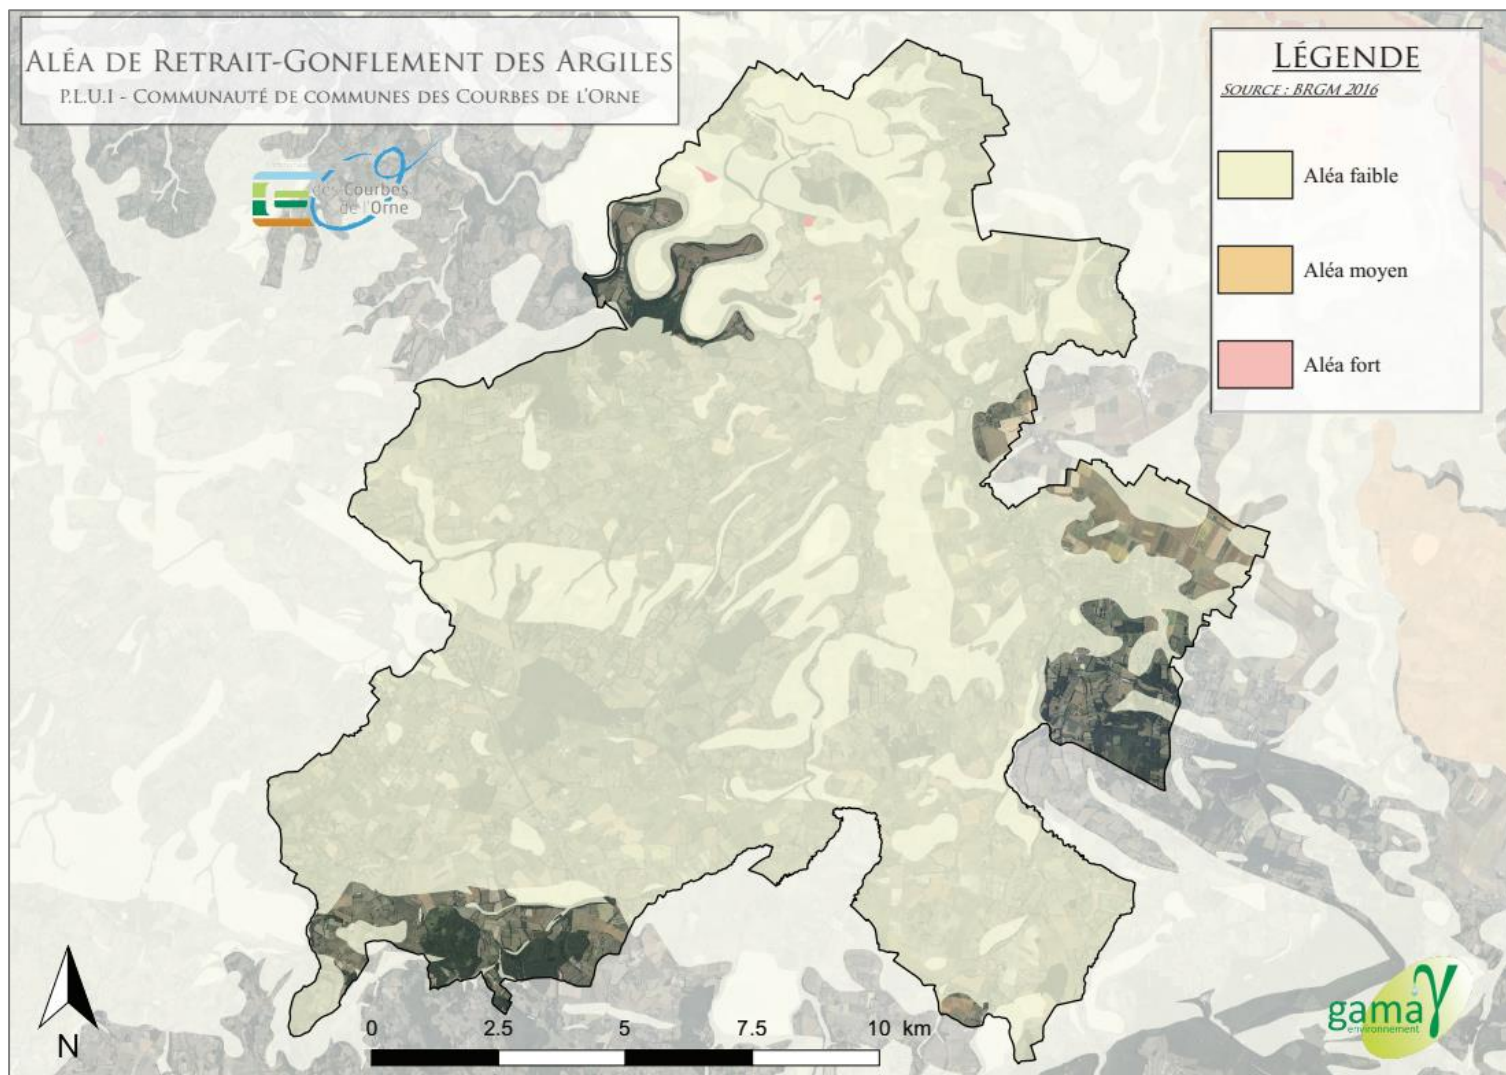 ALÉA DE RETRAIT-GONFLEMENT DES ARGILES
P.L.U.I - COMMUNAUTÉ DE COMMUNES DES COURBES DE L'ORNE
des Courbes
de l'Orne
LÉGENDE
SOURCE : BRGM 2016
Aléa faible
Aléa moyen
Aléa fort
N
0 2.5 5 7.5 10 km
gama
environnement